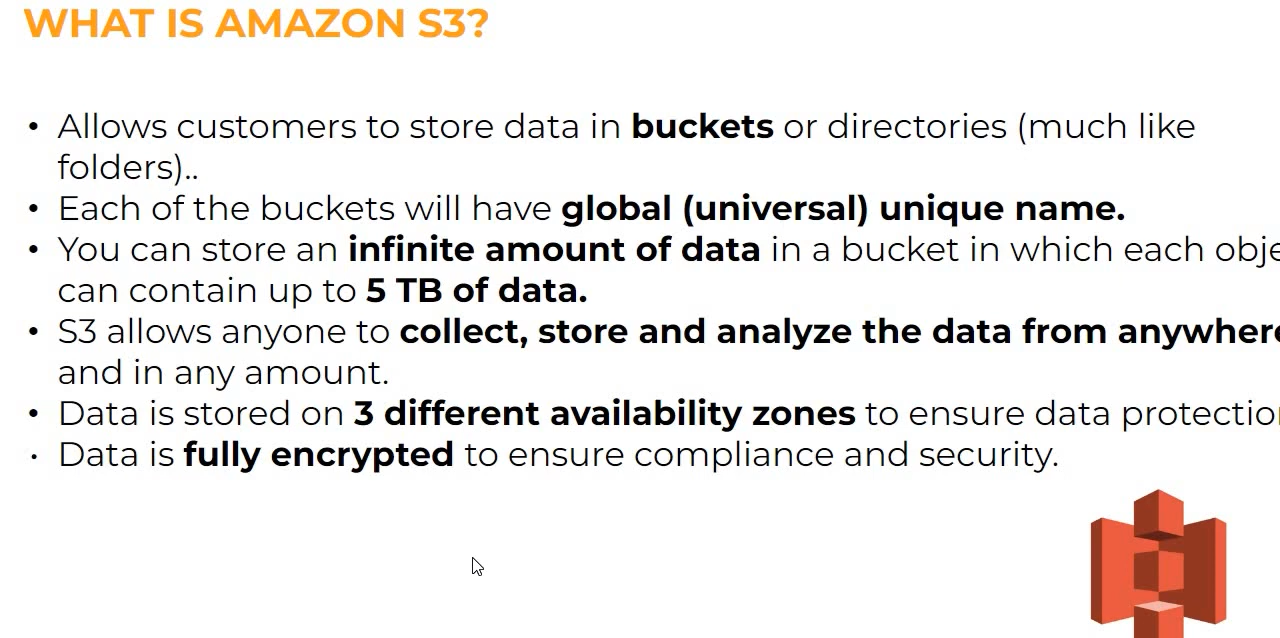 WHAT IS AMAZON S3?
• Allows customers to store data in buckets or directories (much like
folders)..
• Each of the buckets will have global (universal) unique name.
• You can store an infinite amount of data in a bucket in which each obje
can contain up to 5 TB of data.
• S3 allows anyone to collect, store and analyze the data from anywhere
and in any amount.
• Data is stored on 3 different availability zones to ensure data protection
• Data is fully encrypted to ensure compliance and security.